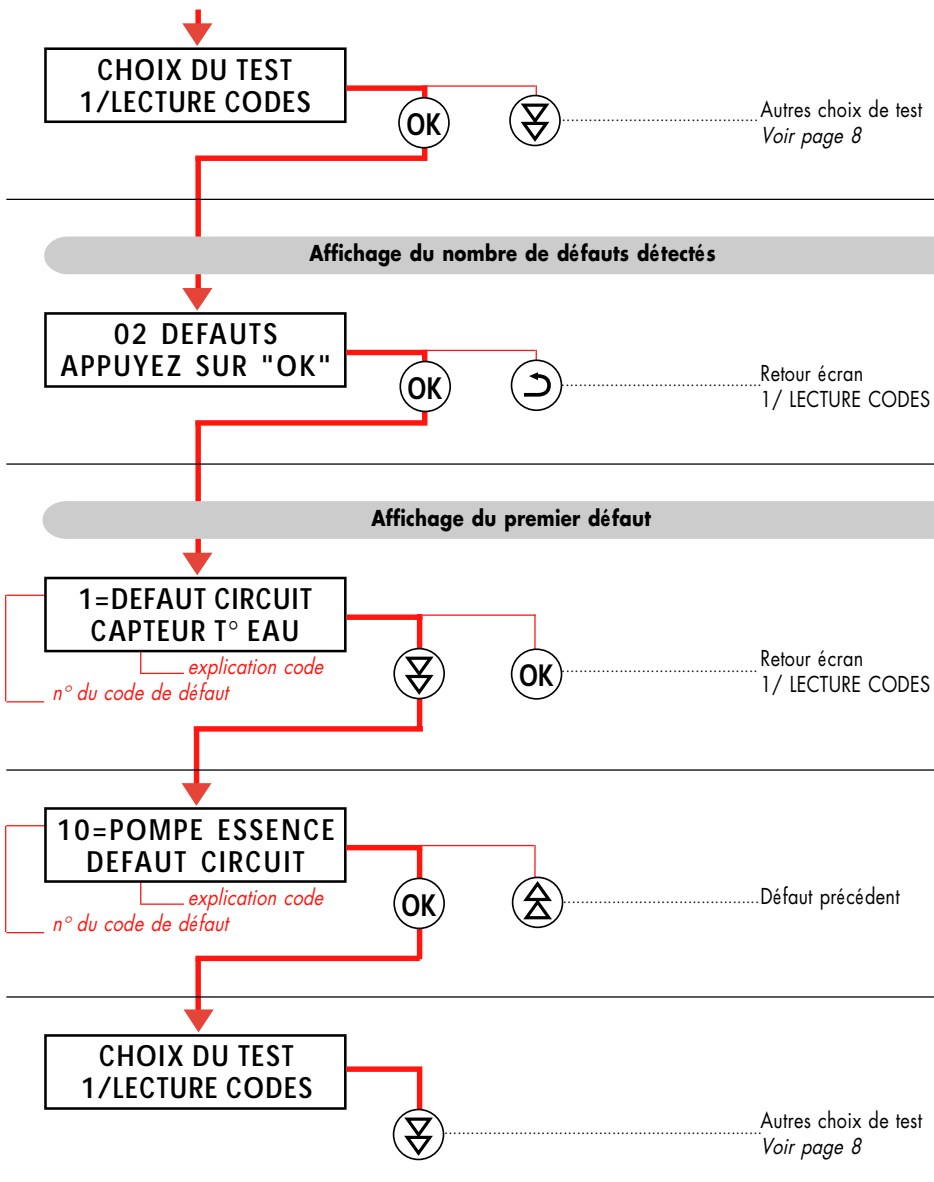 CHOIX DU TEST
1/LECTURE CODES
OK
Autres choix de test
Voir page 8
Affichage du nombre de défauts détectés
02 DEFAUTS
APPUYEZ SUR "OK"
OK
Retour écran
1/ LECTURE CODES
Affichage du premier défaut
1=DEFAUT CIRCUIT
CAPTEUR T° EAU
explication code
n° du code de défaut
OK
Retour écran
1/ LECTURE CODES
10=POMPE ESSENCE
DEFAUT CIRCUIT
explication code
n° du code de défaut
OK
Défaut précédent
CHOIX DU TEST
1/LECTURE CODES
Autres choix de test
Voir page 8